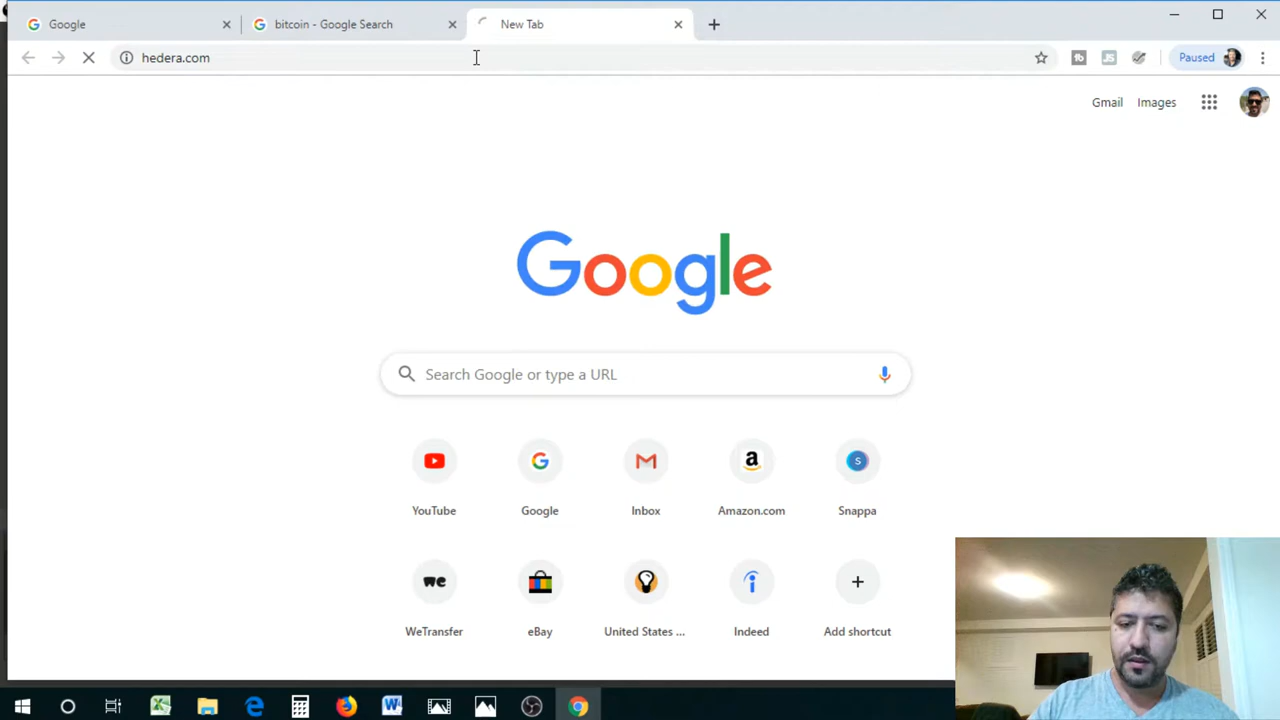 Google
bitcoin - Google Search
New Tab
hedera.com
Paused
Gmail
Images
Google
Search Google or type a URL
YouTube
Google
Inbox
Amazon.com
Snappa
WeTransfer
eBay
United States ...
Indeed
Add shortcut